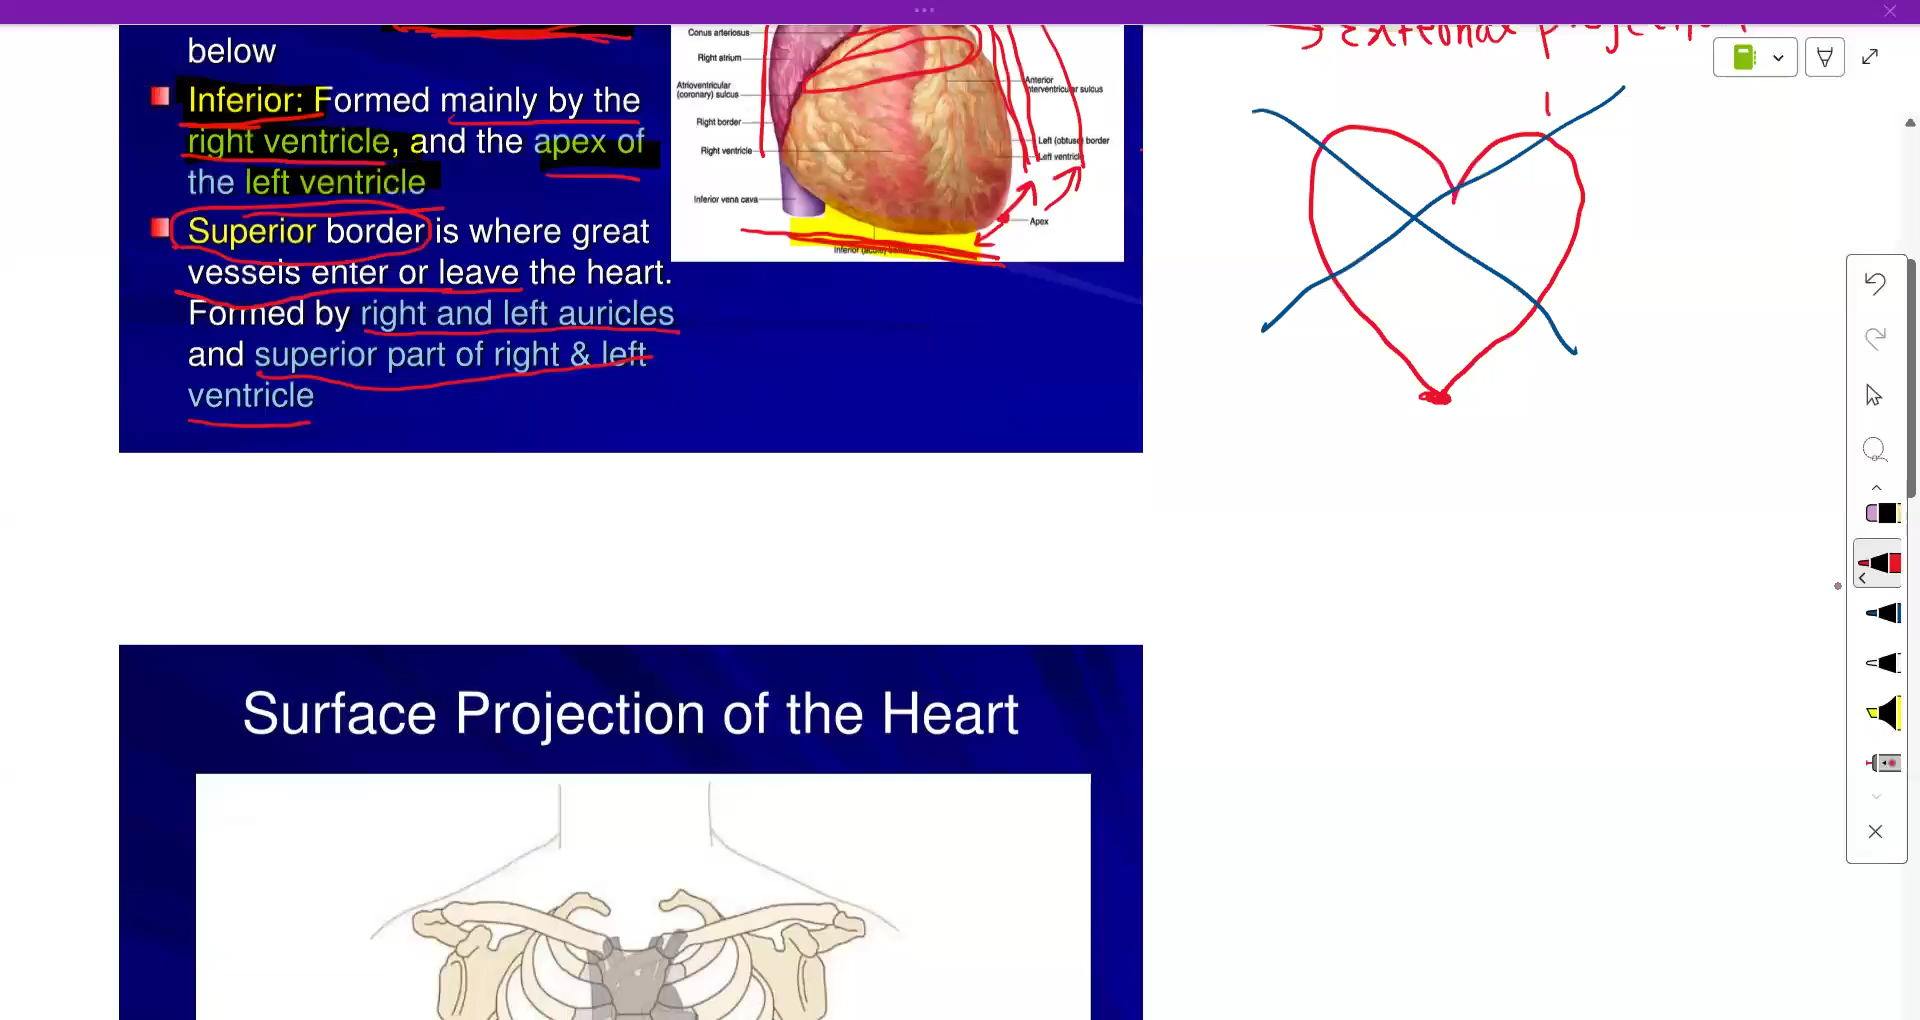 below
Inferior: Formed mainly by the
right ventricle, and the apex of
the left ventricle
Superior border is where great
vessels enter or leave the heart.
Formed by right and left auricles
and superior part of right & left
ventricle
Conus arteriosus
Right atrium
Atrioventricular
(coronary) sulcus
Right border
Right ventricle
Inferior vena cava
Anterior
interventricular sulcus
Left (obtuse) border
Left ventricle
Apex
Inferior (acute)
→ External
Surface Projection of the Heart